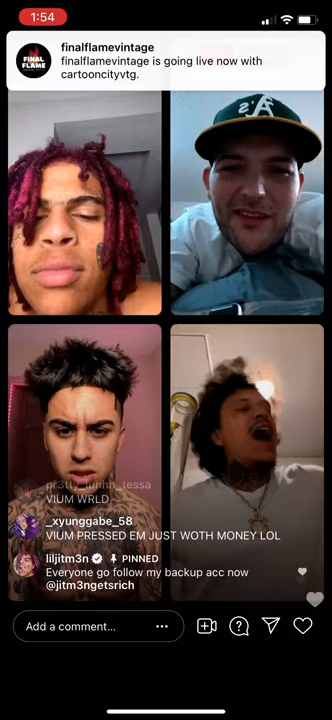 1:54
finalflamevintage
finalflamevintage is going live now with
cartooncityvtg.
FINAL
FLAME
A's
pr3tty_luhhh_tessa
VIUM WRLD
_xyunggabe_58
VIUM PRESSED EM JUST WOTH MONEY LOL
liljitm3n PINNED
Everyone go follow my backup acc now
@jitm3ngetsrich
Add a comment...